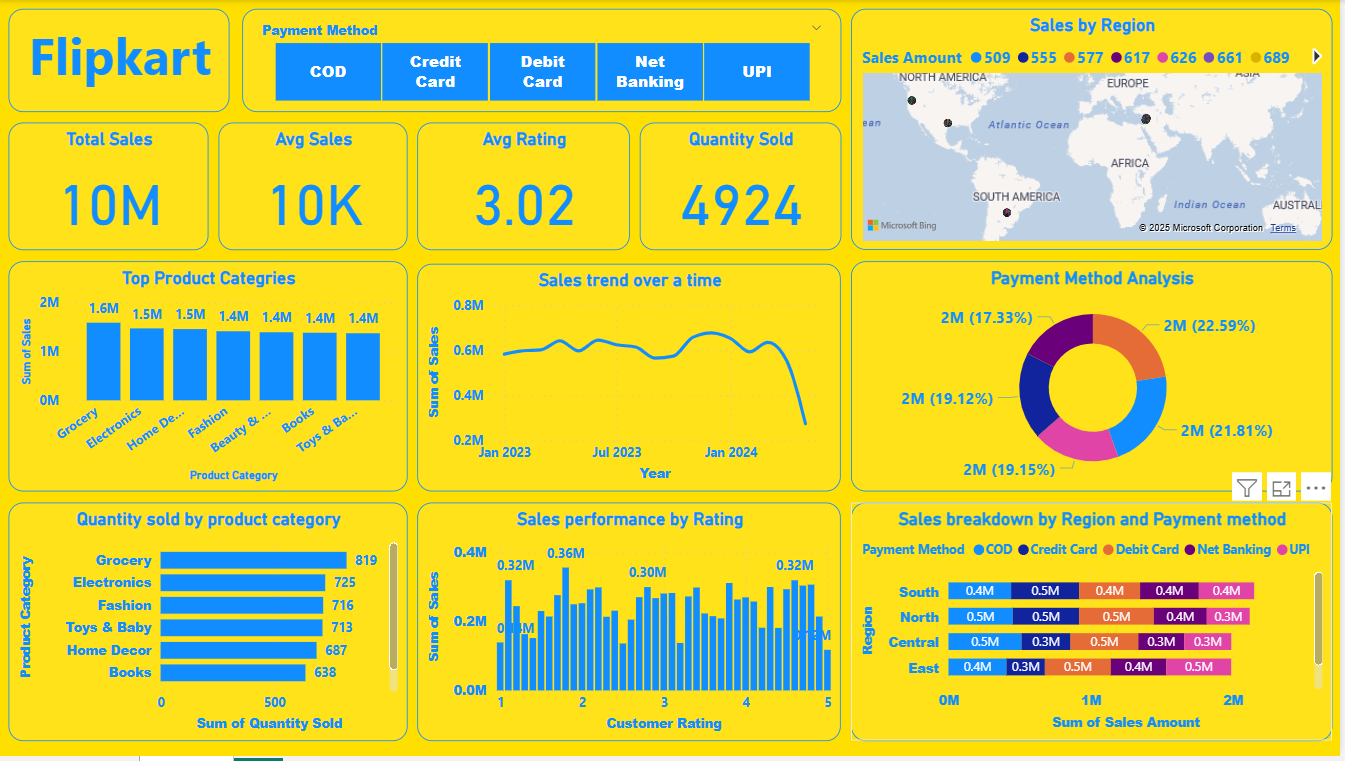 Flipkart
Payment Method
COD
Credit Card
Debit Card
Net Banking
UPI
Sales by Region
Sales Amount 509 555 577 617 626 661 689
NORTH AMERICA
EUROPE
Atlantic Ocean
AFRICA
SOUTH AMERICA
Indian Ocean
AUSTRAL
Microsoft Bing
© 2025 Microsoft Corporation Terms
Total Sales
10M
Avg Sales
10K
Avg Rating
3.02
Quantity Sold
4924
Top Product Categries
Sum of Sales
2M
1M
0M
1.6M
1.5M
1.5M
1.4M
1.4M
1.4M
1.4M
Grocery
Electronics
Home De...
Fashion
Beauty & ...
Books
Toys & Ba...
Product Category
Sales trend over a time
Sum of Sales
0.8M
0.6M
0.4M
0.2M
Jan 2023
Jul 2023
Jan 2024
Year
Payment Method Analysis
2M (17.33%)
2M (22.59%)
2M (19.12%)
2M (21.81%)
2M (19.15%)
Quantity sold by product category
Product Category
Grocery 819
Electronics 725
Fashion 716
Toys & Baby 713
Home Decor 687
Books 638
0
500
Sum of Quantity Sold
Sales performance by Rating
Sum of Sales
0.4M
0.2M
0.0M
0.32M
0.36M
0.30M
0.32M
1
2
3
4
5
Customer Rating
Sales breakdown by Region and Payment method
Payment Method COD Credit Card Debit Card Net Banking UPI
Region
South 0.4M 0.5M 0.4M 0.4M 0.4M
North 0.5M 0.5M 0.5M 0.4M 0.3M
Central 0.5M 0.3M 0.5M 0.3M 0.3M
East 0.4M 0.3M 0.5M 0.4M 0.5M
0M
1M
2M
Sum of Sales Amount